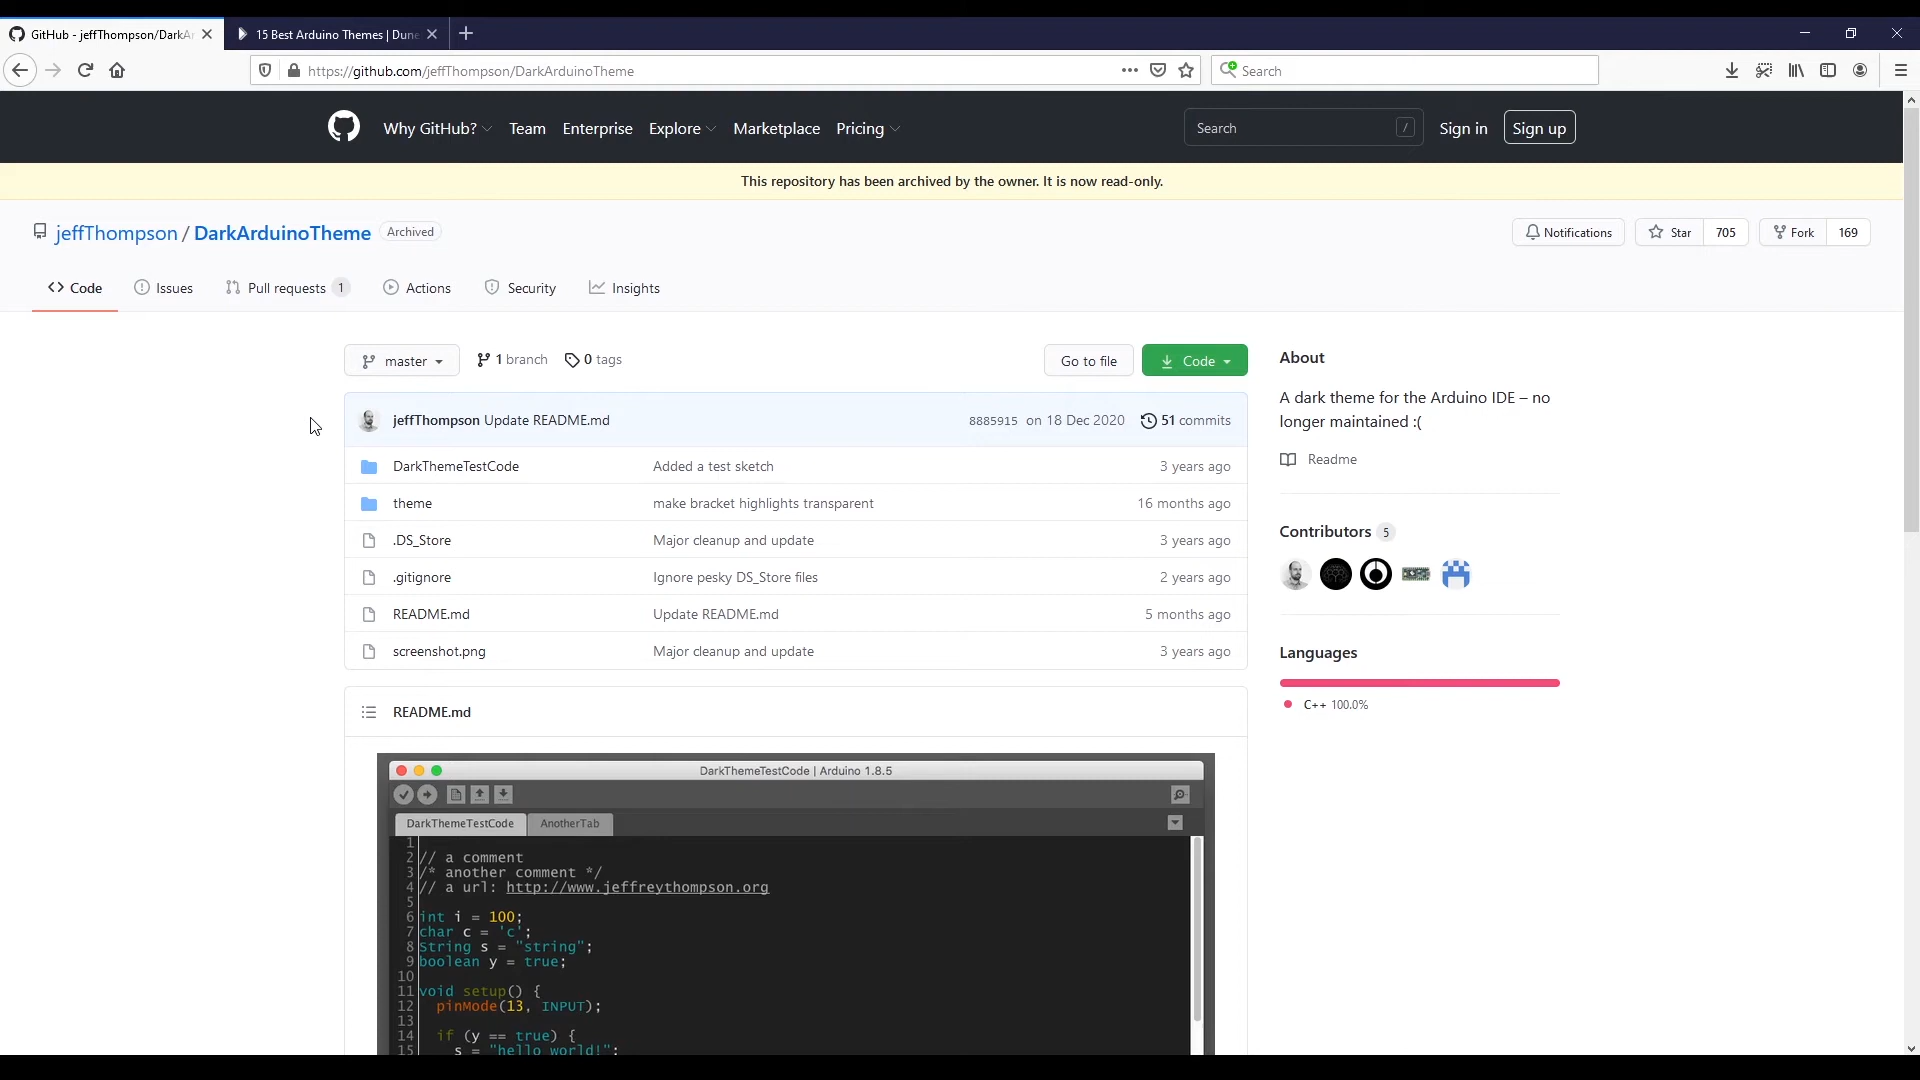 GitHub - jeffThompson/DarkAr
15 Best Arduino Themes | Dune
https://github.com/jeffThompson/DarkArduinoTheme
Search
Why GitHub? Team Enterprise Explore Marketplace Pricing
Search /
Sign in Sign up
This repository has been archived by the owner. It is now read-only.
jeffThompson / DarkArduinoTheme Archived
Notifications Star 705 Fork 169
Code Issues Pull requests 1 Actions Security Insights
master 1 branch 0 tags
Go to file Code
jeffThompson Update README.md 8885915 on 18 Dec 2020 51 commits
DarkThemeTestCode Added a test sketch 3 years ago
theme make bracket highlights transparent 16 months ago
.DS_Store Major cleanup and update 3 years ago
.gitignore Ignore pesky DS_Store files 2 years ago
README.md Update README.md 5 months ago
screenshot.png Major cleanup and update 3 years ago
About
A dark theme for the Arduino IDE – no
longer maintained :(
Readme
Contributors 5
Languages
C++ 100.0%
README.md
DarkThemeTestCode | Arduino 1.8.5
DarkThemeTestCode AnotherTab
1
2 // a comment
3 /* another comment */
4 // a url: http://www.jeffreythompson.org
5
6 int i = 100;
7 char c = 'c';
8 String s = "string";
9 boolean y = true;
10
11 void setup() {
12 pinMode(13, INPUT);
13
14 if (y == true) {
15 s = "hello world!";